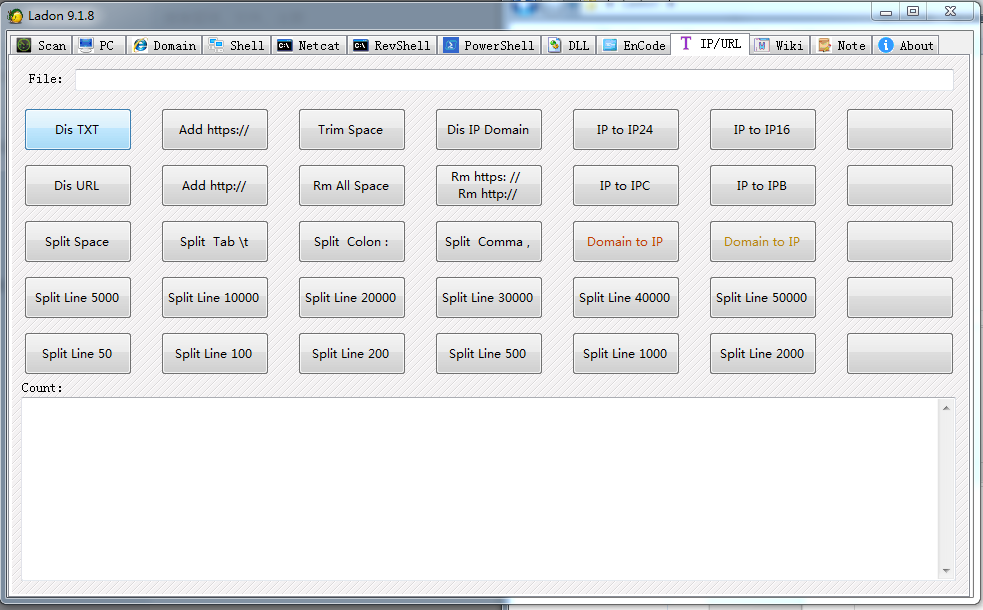 Ladon 9.1.8
Scan PC Domain Shell Netcat RevShell PowerShell DLL EnCode IP/URL Wiki Note About
File:
Dis TXT Add https:// Trim Space Dis IP Domain IP to IP24 IP to IP16
Dis URL Add http:// Rm All Space Rm https: // Rm http:// IP to IPC IP to IPB
Split Space Split Tab \t Split Colon : Split Comma , Domain to IP Domain to IP
Split Line 5000 Split Line 10000 Split Line 20000 Split Line 30000 Split Line 40000 Split Line 50000
Split Line 50 Split Line 100 Split Line 200 Split Line 500 Split Line 1000 Split Line 2000
Count: